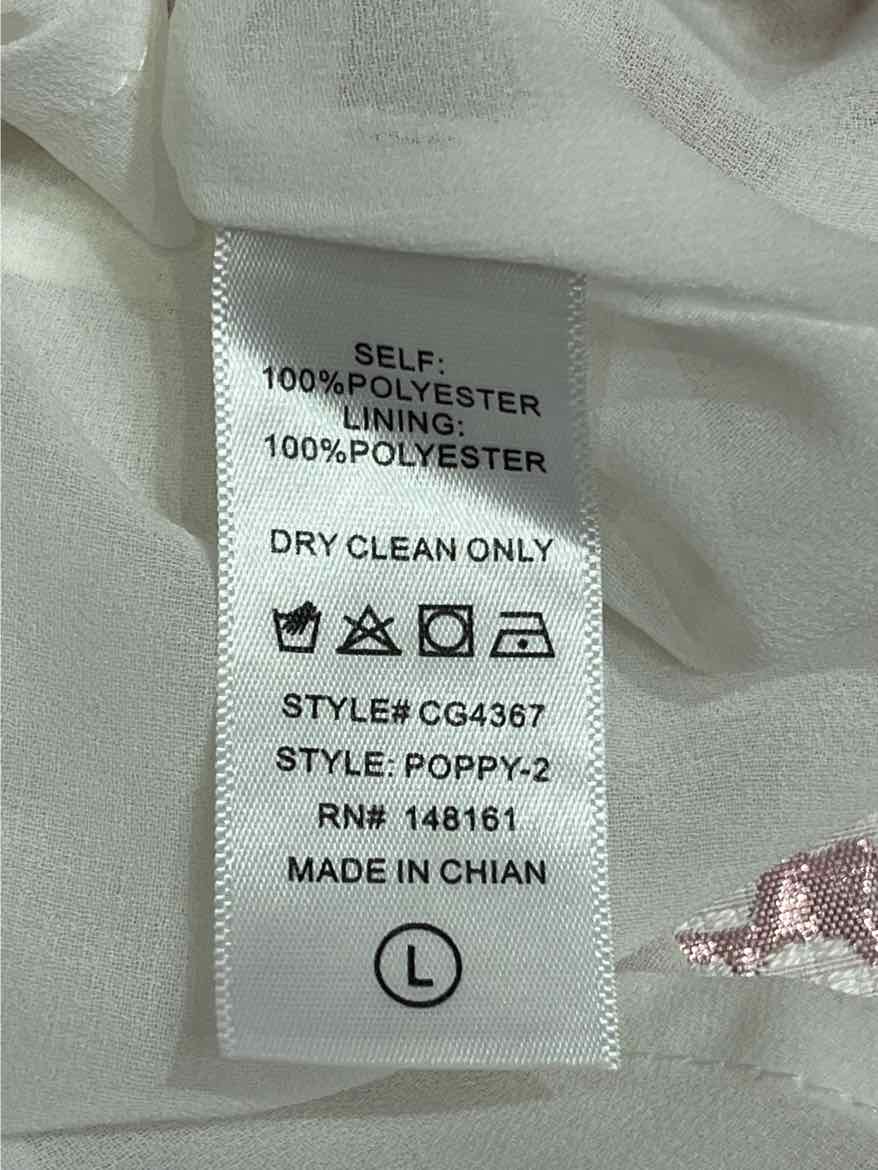 SELF:
100%POLYESTER
LINING:
100%POLYESTER
DRY CLEAN ONLY
STYLE# CG4367
STYLE: POPPY-2
RN# 148161
MADE IN CHIAN
L